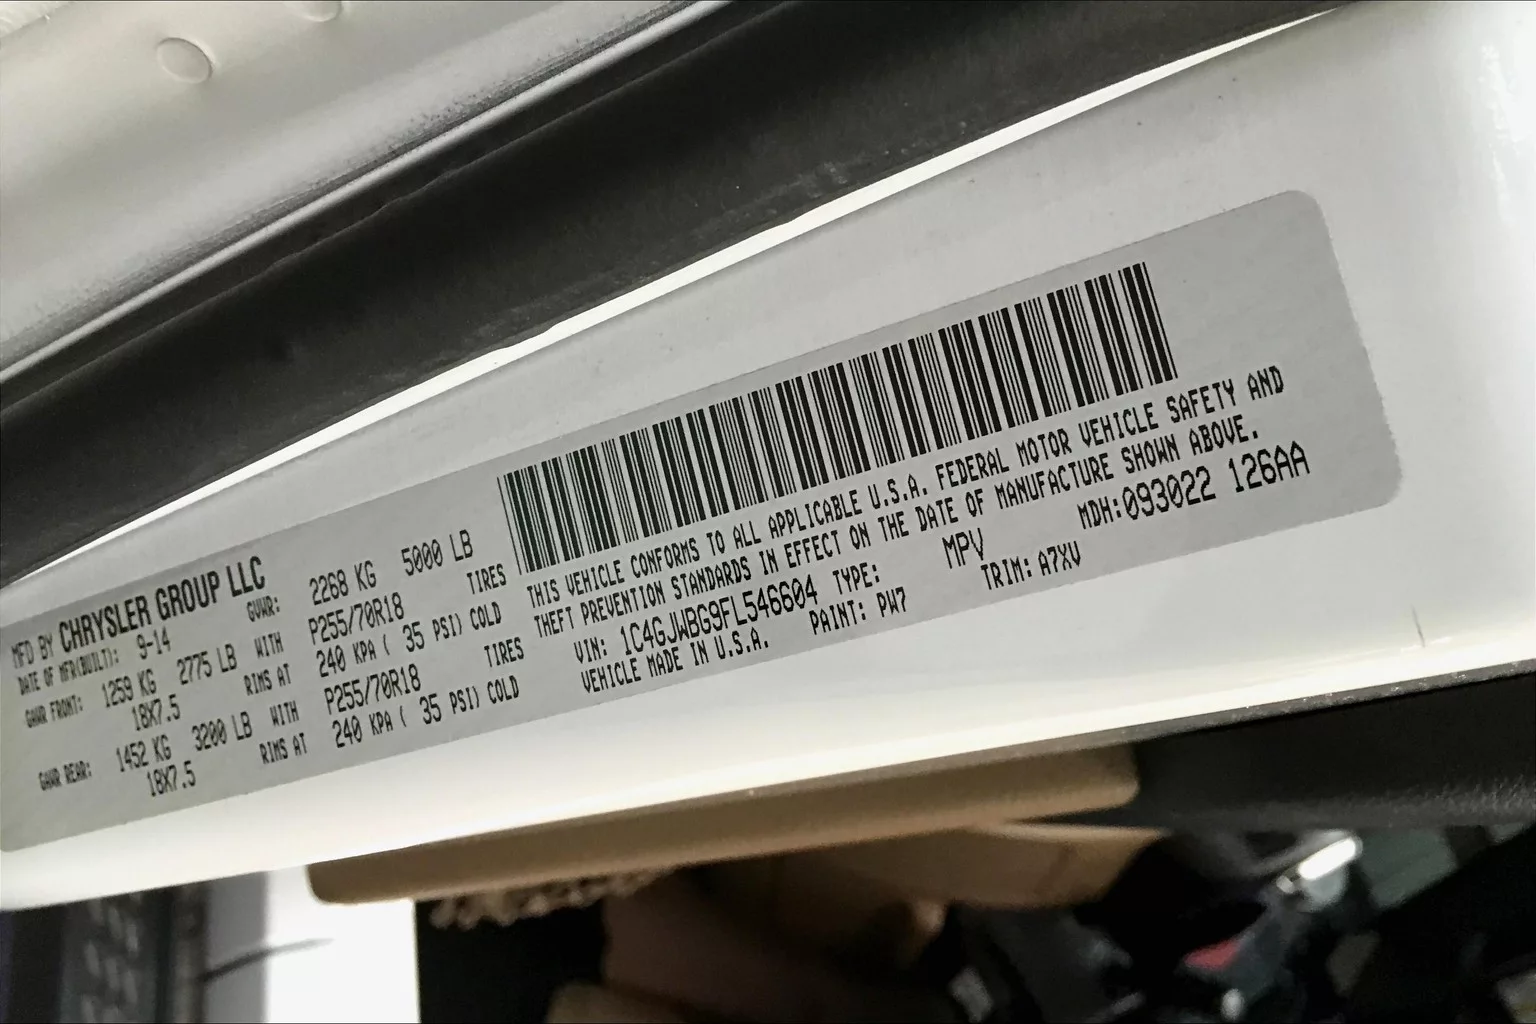 MFD BY CHRYSLER GROUP LLC
DATE OF MFR(BUILT): 9-14 GVWR: 2268 KG 5000 LB
GAWR FRONT: 1259 KG 2775 LB WITH P255/70R18 TIRES
18X7.5 RIMS AT 240 KPA ( 35 PSI) COLD
GAWR REAR: 1452 KG 3200 LB WITH P255/70R18 TIRES
18X7.5 RIMS AT 240 KPA ( 35 PSI) COLD
THIS VEHICLE CONFORMS TO ALL APPLICABLE U.S.A. FEDERAL MOTOR VEHICLE SAFETY AND
THEFT PREVENTION STANDARDS IN EFFECT ON THE DATE OF MANUFACTURE SHOWN ABOVE.
VIN: 1C4GJWBG9FL546604 TYPE: MPV MDH:093022 126AA
VEHICLE MADE IN U.S.A. PAINT: PW7 TRIM: A7XV